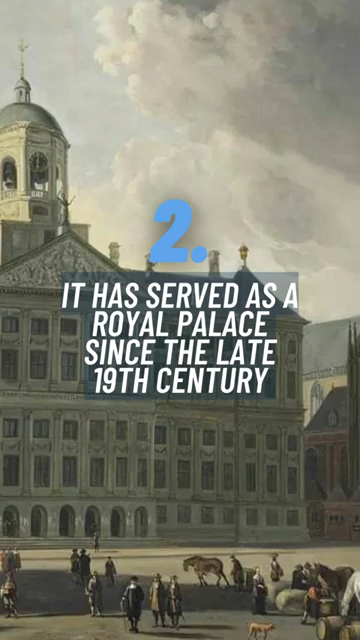 2.
IT HAS SERVED AS A
ROYAL PALACE
SINCE THE LATE
19TH CENTURY